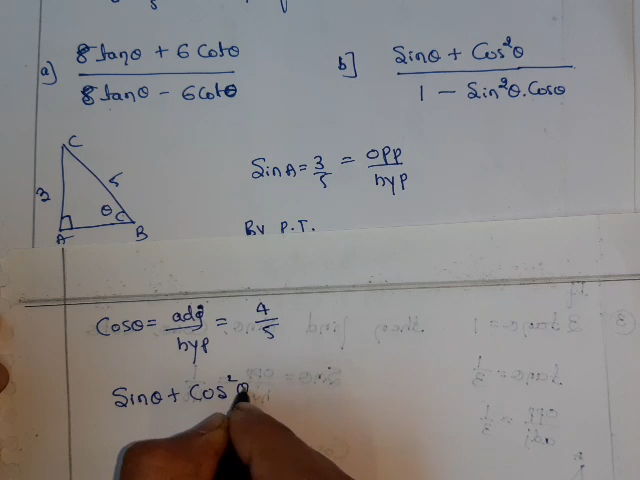 a] 8 tanθ + 6 Cotθ
8 tanθ - 6 Cotθ
b] Sinθ + Cos²θ
1 - Sin²θ.Cosθ
C
3 5
θ
A B
Sin A = 3/5 = opp/hyp
By P.T.
Cosθ = adj/hyp = 4/5
Sinθ + Cos²θ